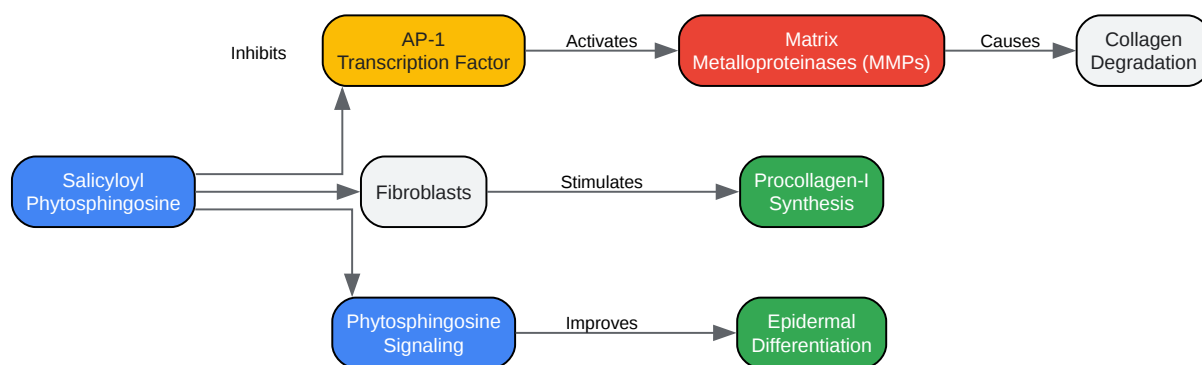 Inhibits
AP-1
Transcription Factor
Activates
Matrix
Metalloproteinases (MMPs)
Causes
Collagen
Degradation
Salicyloyl
Phytosphingosine
Fibroblasts
Stimulates
Procollagen-I
Synthesis
Phytosphingosine
Signaling
Improves
Epidermal
Differentiation